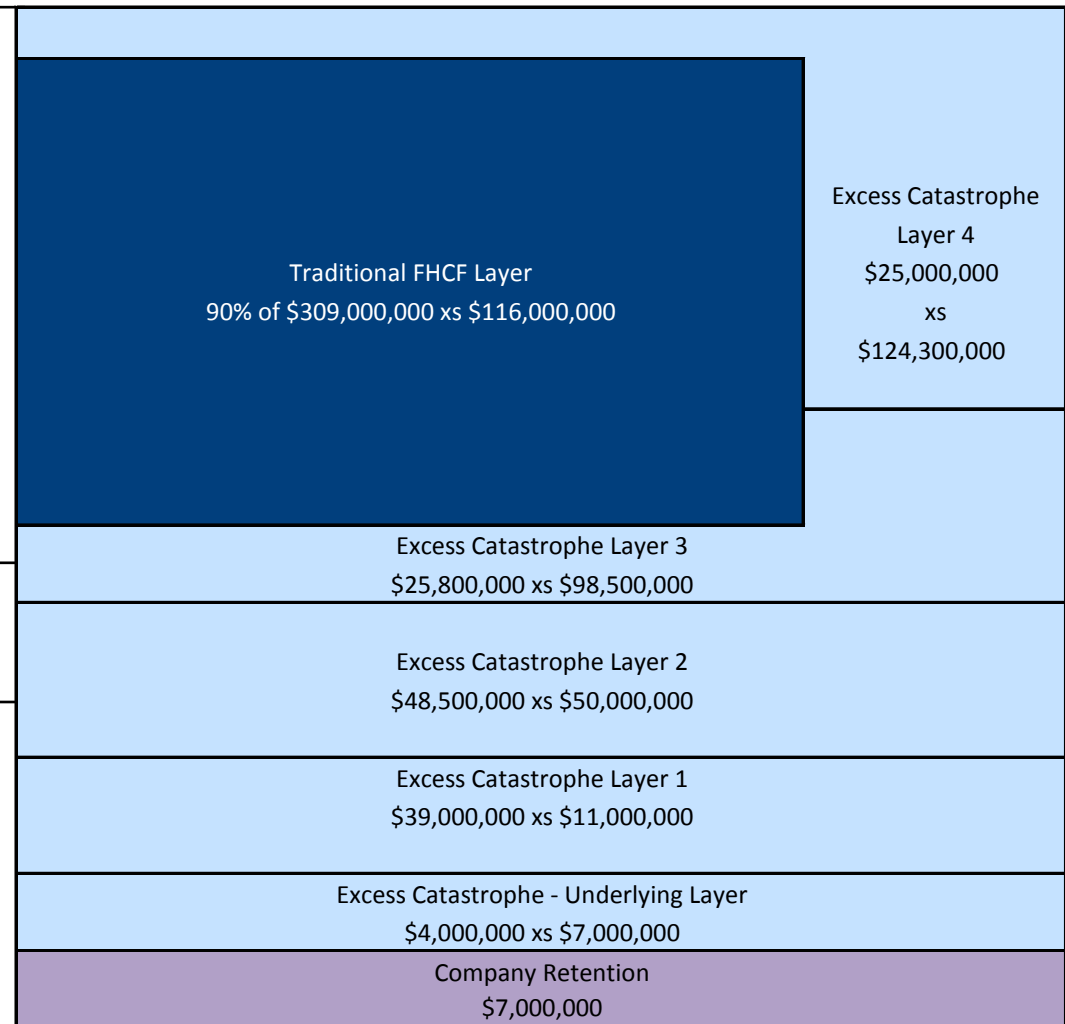 Traditional FHCF Layer
90% of $309,000,000 xs $116,000,000
Excess Catastrophe
Layer 4
$25,000,000
xs
$124,300,000
Excess Catastrophe Layer 3
$25,800,000 xs $98,500,000
Excess Catastrophe Layer 2
$48,500,000 xs $50,000,000
Excess Catastrophe Layer 1
$39,000,000 xs $11,000,000
Excess Catastrophe - Underlying Layer
$4,000,000 xs $7,000,000
Company Retention
$7,000,000